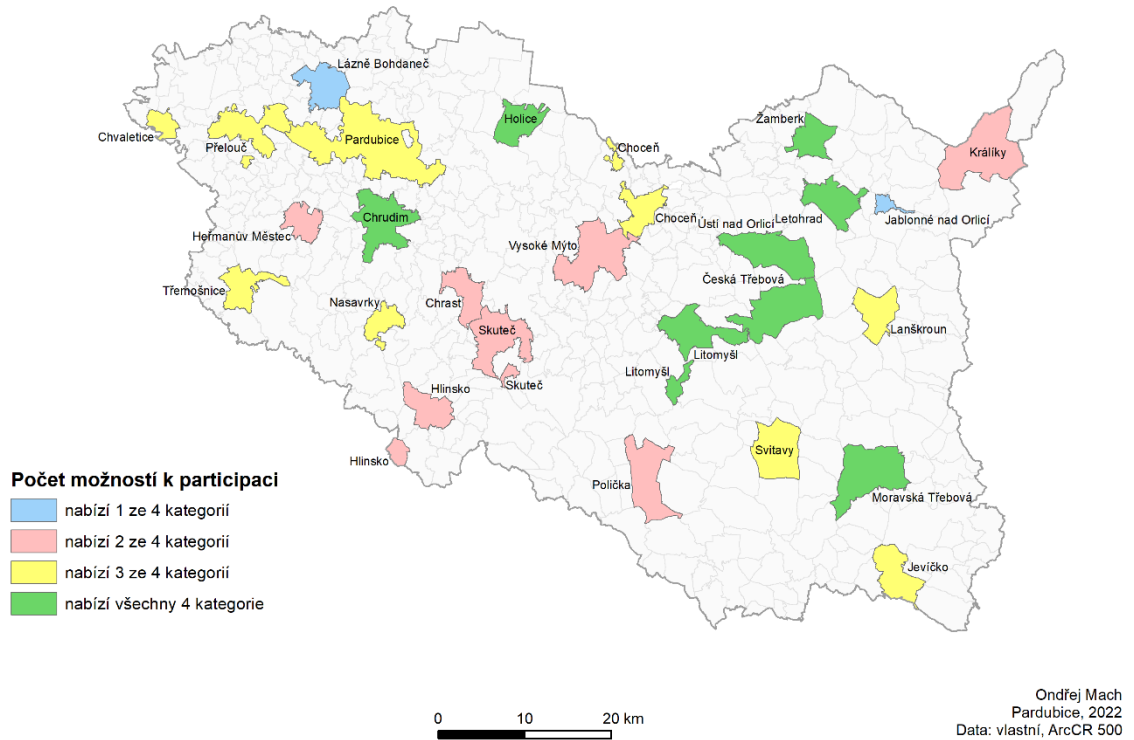 Lázně Bohdaneč
Holice
Chvaletice
Přelouč
Pardubice
Žamberk
Choceň
Králíky
Chrudim
Heřmanův Městec
Choceň
Ústí nad Orlicí
Letohrad
Jablonné nad Orlicí
Vysoké Mýto
Česká Třebová
Třemošnice
Nasavrky
Chrast
Skuteč
Lanškroun
Litomyšl
Litomyšl
Skuteč
Hlinsko
Hlinsko
Svitavy
Polička
Moravská Třebová
Jevíčko
Počet možností k participaci
nabízí 1 ze 4 kategorií
nabízí 2 ze 4 kategorií
nabízí 3 ze 4 kategorií
nabízí všechny 4 kategorie
0 10 20 km
Ondřej Mach
Pardubice, 2022
Data: vlastní, ArcCR 500